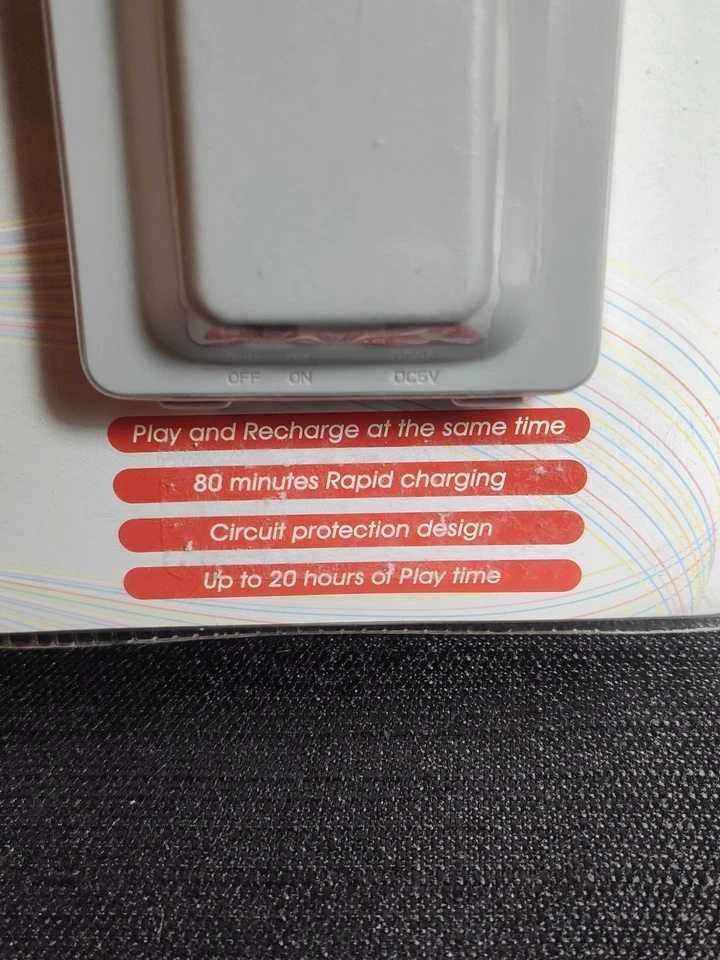 OFF ON DC5V
Play and Recharge at the same time
80 minutes Rapid charging
Circuit protection design
Up to 20 hours of Play time